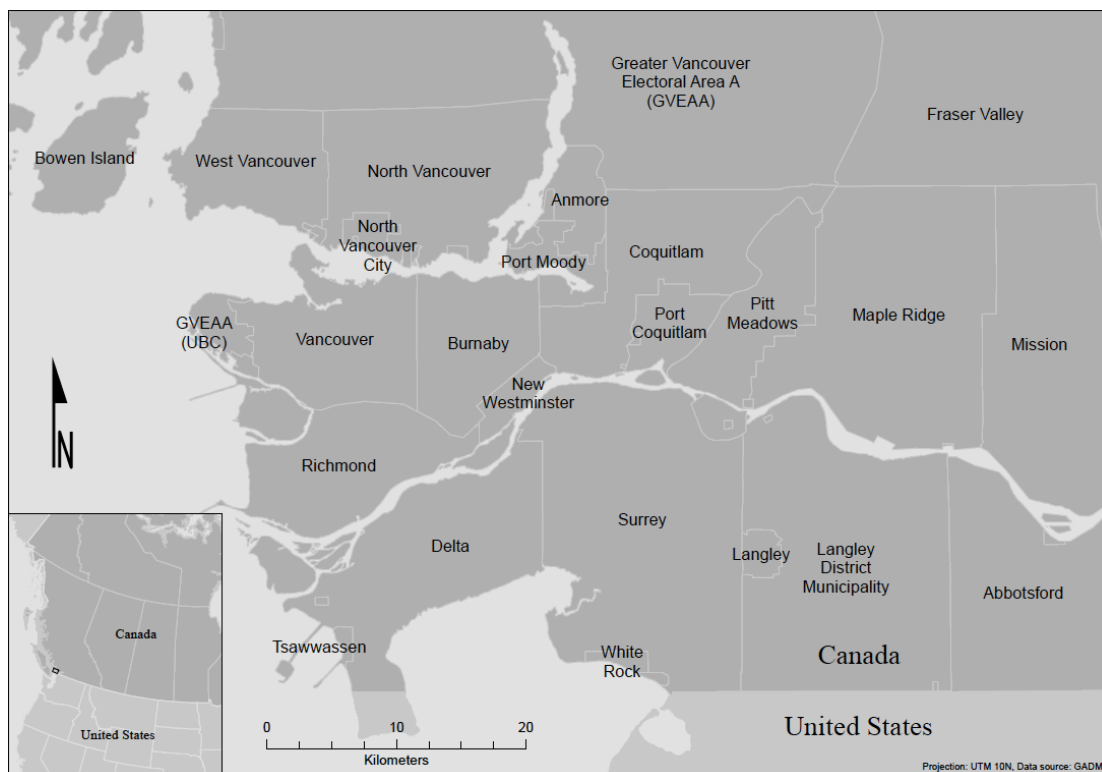 Greater Vancouver
Electoral Area A
(GVEAA)
Fraser Valley
Bowen Island
West Vancouver
North Vancouver
Anmore
North
Vancouver
City
Port Moody
Coquitlam
GVEAA
(UBC)
Vancouver
Burnaby
Port
Coquitlam
Pitt
Meadows
Maple Ridge
Mission
New
Westminster
N
Richmond
Surrey
Delta
Langley
Langley
District
Municipality
Abbotsford
Tsawwassen
White
Rock
Canada
United States
Canada
United States
0 10 20
Kilometers
Projection: UTM 10N, Data source: GADM